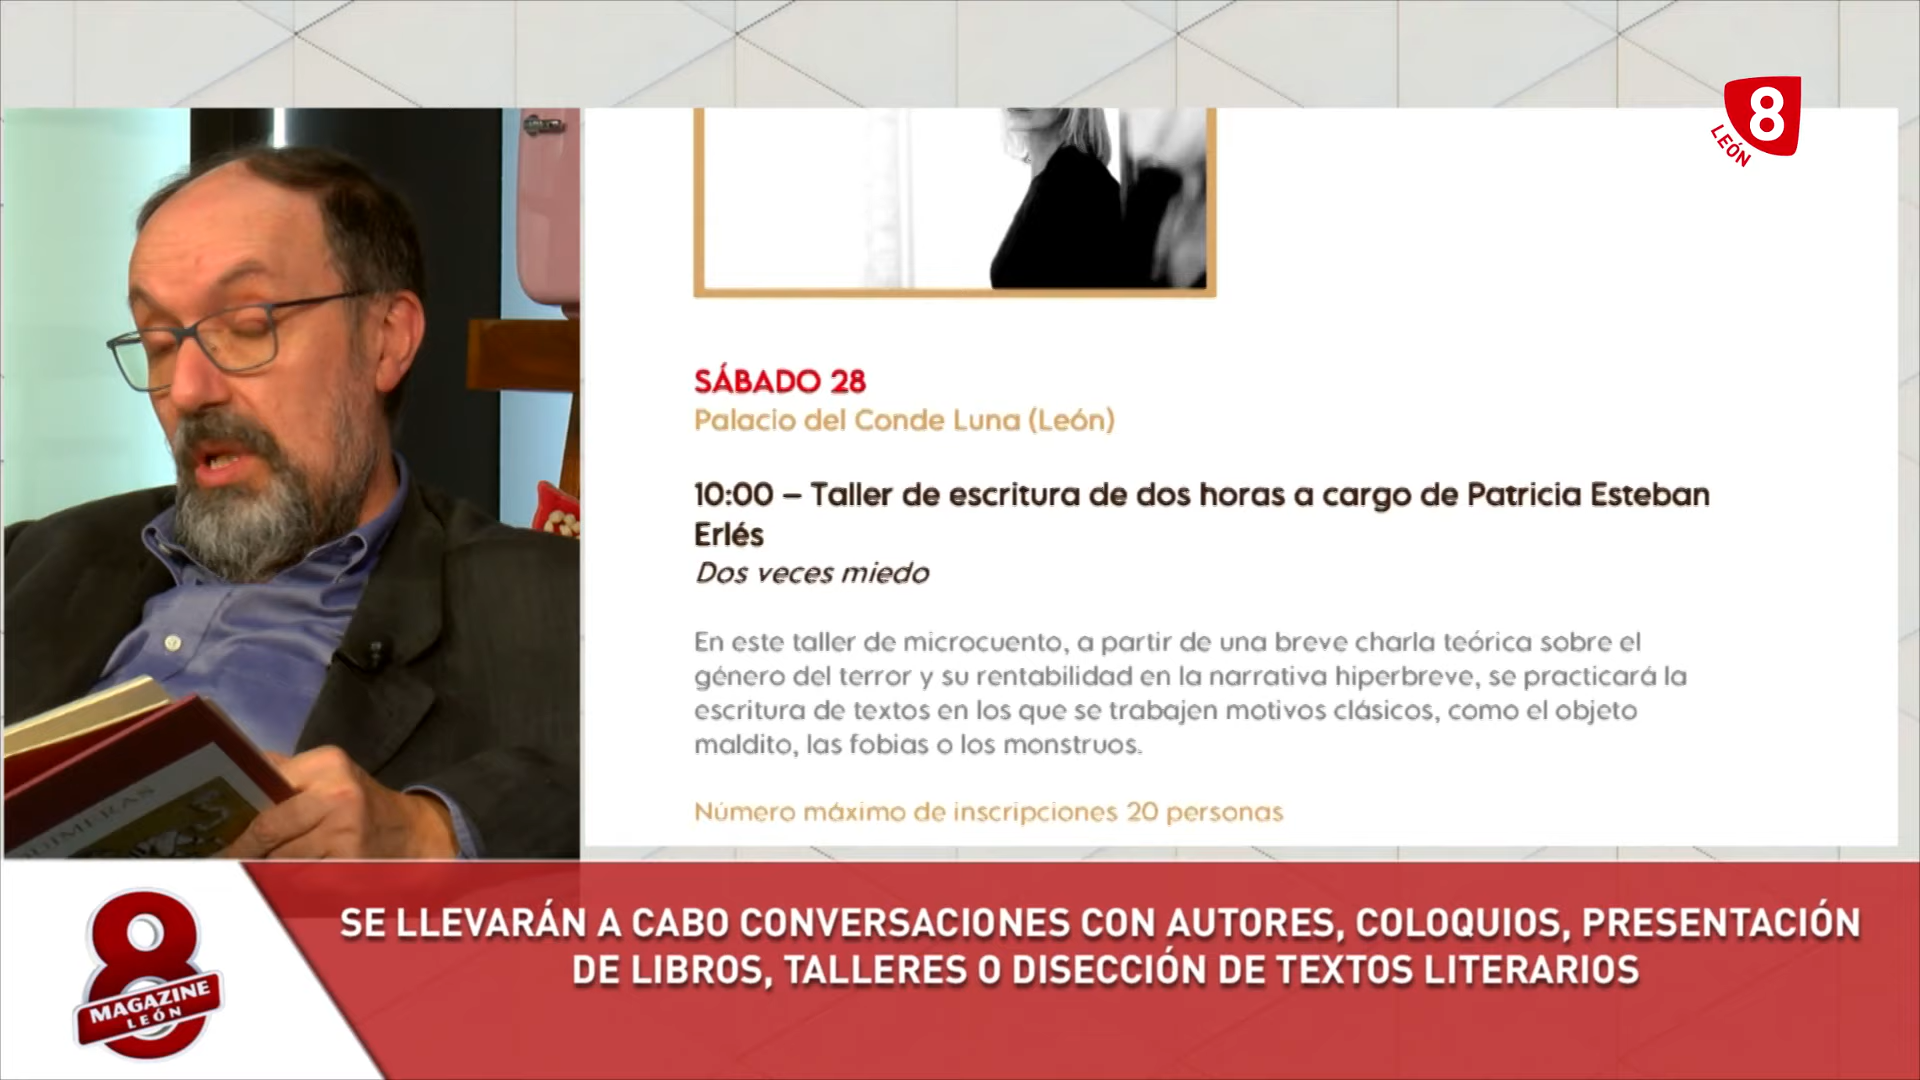 8
LEÓN
SÁBADO 28
Palacio del Conde Luna (León)
10:00 – Taller de escritura de dos horas a cargo de Patricia Esteban
Erlés
Dos veces miedo
En este taller de microcuento, a partir de una breve charla teórica sobre el
género del terror y su rentabilidad en la narrativa hiperbreve, se practicará la
escritura de textos en los que se trabajen motivos clásicos, como el objeto
maldito, las fobias o los monstruos.
Número máximo de inscripciones 20 personas
8
MAGAZINE
LEÓN
SE LLEVARÁN A CABO CONVERSACIONES CON AUTORES, COLOQUIOS, PRESENTACIÓN
DE LIBROS, TALLERES O DISECCIÓN DE TEXTOS LITERARIOS